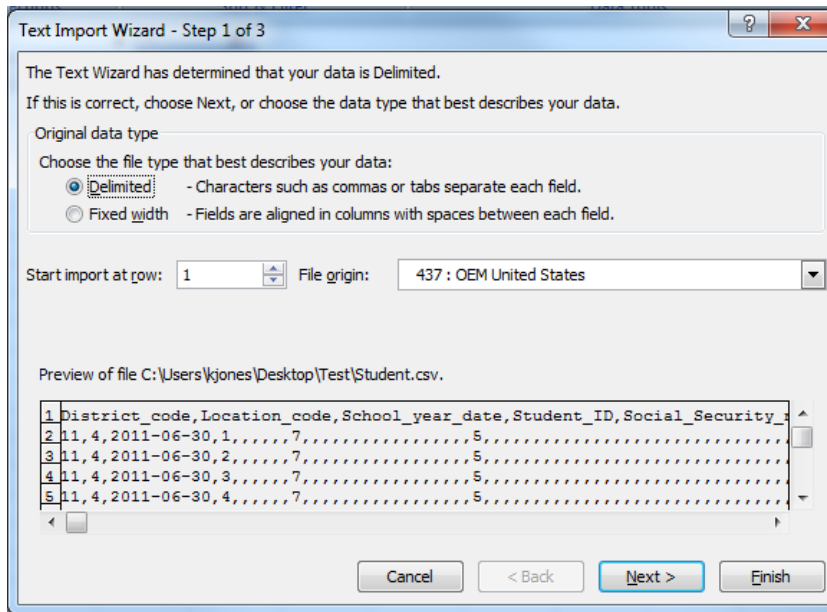 Text Import Wizard - Step 1 of 3
The Text Wizard has determined that your data is Delimited.
If this is correct, choose Next, or choose the data type that best describes your data.
Original data type
Choose the file type that best describes your data:
Delimited - Characters such as commas or tabs separate each field.
Fixed width - Fields are aligned in columns with spaces between each field.
Start import at row: 1 File origin: 437 : OEM United States
Preview of file C:\Users\kjones\Desktop\Test\Student.csv.
1 District_code,Location_code,School_year_date,Student_ID,Social_Security_
2 11,4,2011-06-30,1,,,,,,7,,,,,,,,,,,,,,,,,5,,,,,,,,,,,,,,,,,,,,,,,,,,,,,
3 11,4,2011-06-30,2,,,,,,7,,,,,,,,,,,,,,,,,5,,,,,,,,,,,,,,,,,,,,,,,,,,,,,
4 11,4,2011-06-30,3,,,,,,7,,,,,,,,,,,,,,,,,5,,,,,,,,,,,,,,,,,,,,,,,,,,,,,
5 11,4,2011-06-30,4,,,,,,7,,,,,,,,,,,,,,,,,5,,,,,,,,,,,,,,,,,,,,,,,,,,,,,
Cancel < Back Next > Finish